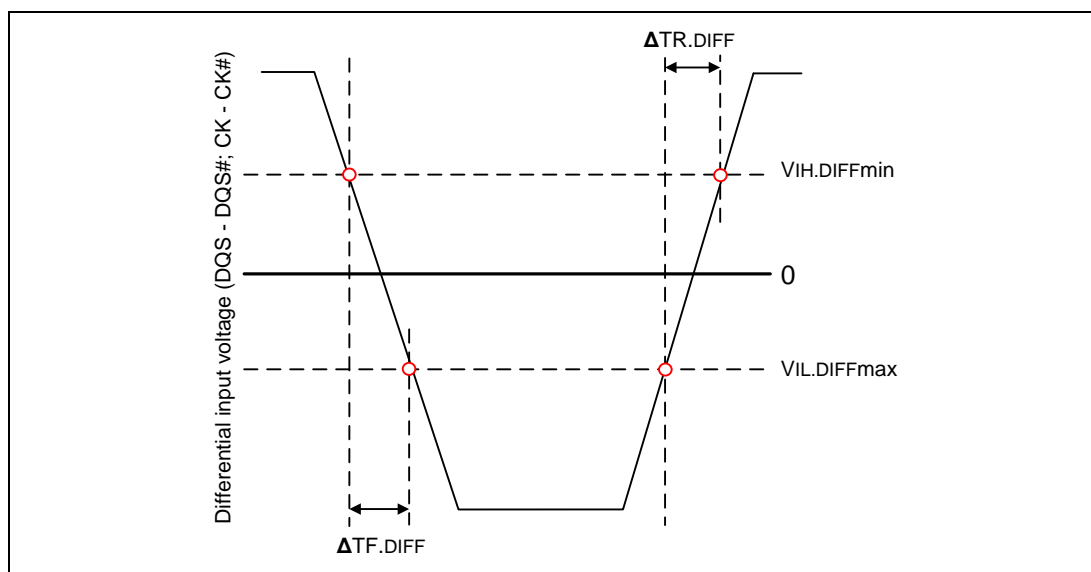 ΔTR.DIFF
Differential input voltage (DQS - DQS#; CK - CK#)
VIH.DIFFmin
0
VIL.DIFFmax
ΔTF.DIFF